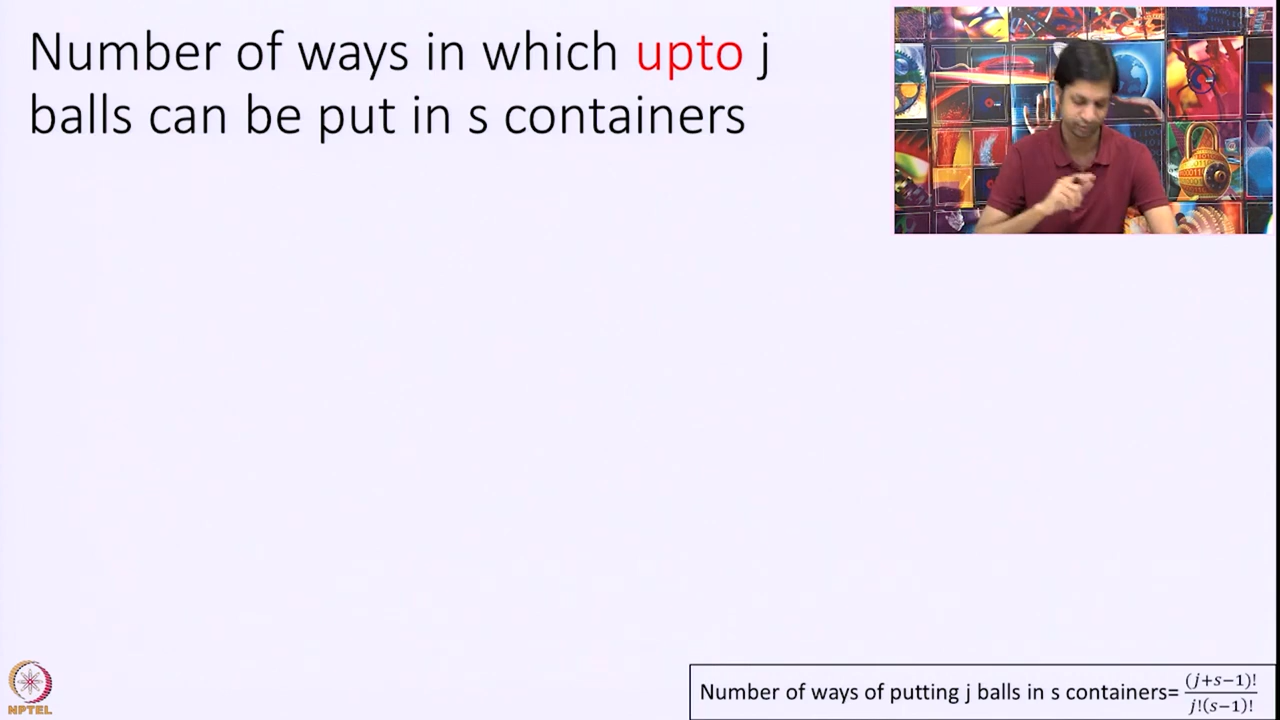 Number of ways in which upto j
balls can be put in s containers
NPTEL
Number of ways of putting j balls in s containers= (j+s−1)! / j!(s−1)!